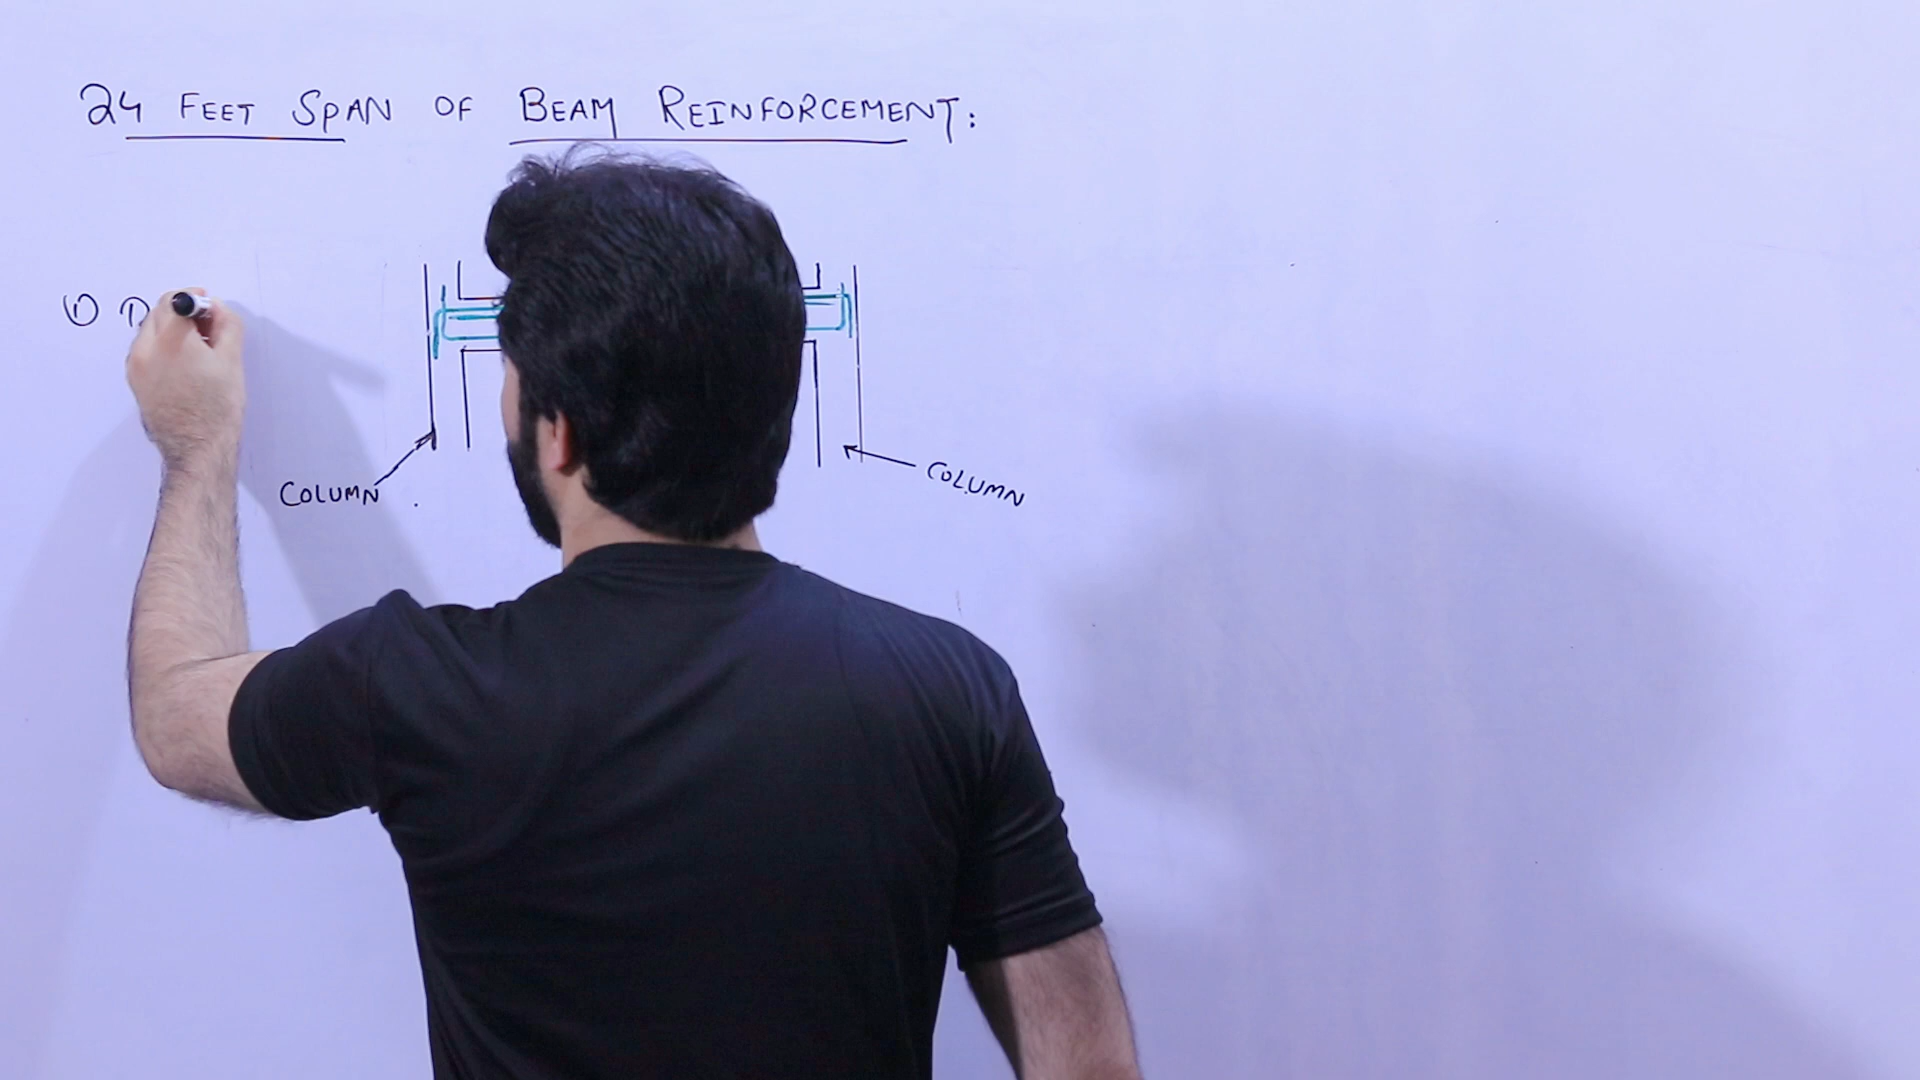 24 FEET SPAN OF BEAM REINFORCEMENT:
① D
COLUMN
COLUMN